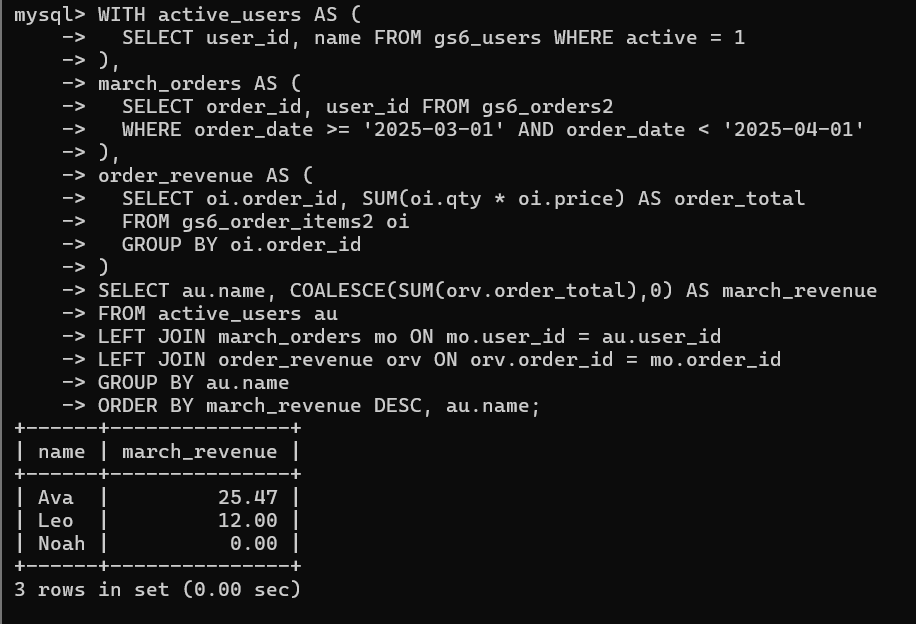 mysql> WITH active_users AS (
    ->   SELECT user_id, name FROM gs6_users WHERE active = 1
    -> ),
    -> march_orders AS (
    ->   SELECT order_id, user_id FROM gs6_orders2
    ->   WHERE order_date >= '2025-03-01' AND order_date < '2025-04-01'
    -> ),
    -> order_revenue AS (
    ->   SELECT oi.order_id, SUM(oi.qty * oi.price) AS order_total
    ->   FROM gs6_order_items2 oi
    ->   GROUP BY oi.order_id
    -> )
    -> SELECT au.name, COALESCE(SUM(orv.order_total),0) AS march_revenue
    -> FROM active_users au
    -> LEFT JOIN march_orders mo ON mo.user_id = au.user_id
    -> LEFT JOIN order_revenue orv ON orv.order_id = mo.order_id
    -> GROUP BY au.name
    -> ORDER BY march_revenue DESC, au.name;
+------+---------------+
| name | march_revenue |
+------+---------------+
| Ava  |         25.47 |
| Leo  |         12.00 |
| Noah |          0.00 |
+------+---------------+
3 rows in set (0.00 sec)